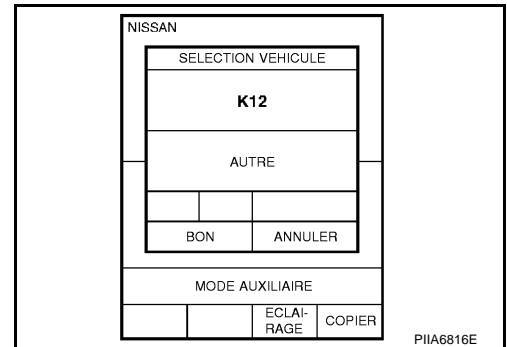 NISSAN
SELECTION VEHICULE
K12
AUTRE
BON ANNULER
MODE AUXILIAIRE
ECLAI-
RAGE
COPIER
PIIA6816E